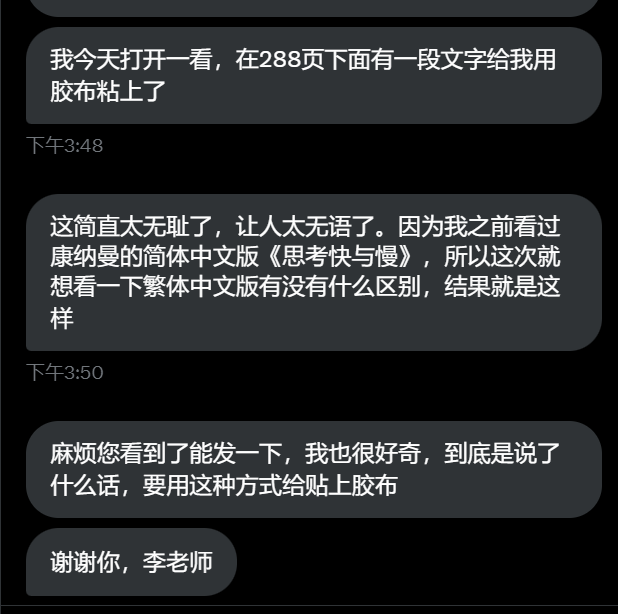 我今天打开一看，在288页下面有一段文字给我用
胶布粘上了
下午3:48
这简直太无耻了，让人太无语了。因为我之前看过
康纳曼的简体中文版《思考快与慢》，所以这次就
想看一下繁体中文版有没有什么区别，结果就是这
样
下午3:50
麻烦您看到了能发一下，我也很好奇，到底是说了
什么话，要用这种方式给贴上胶布
谢谢你，李老师